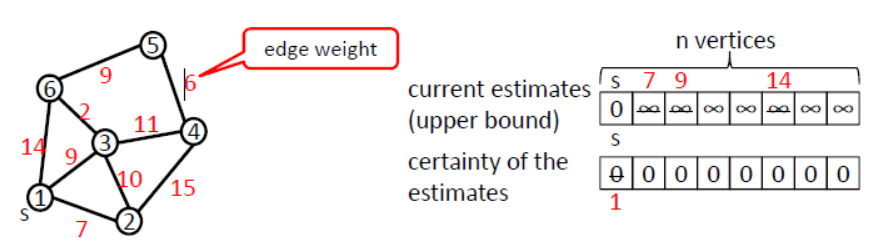 5
edge weight
6
9
6
2
11
3
4
14
9
10
15
1
s
7
2
n vertices
current estimates
(upper bound)
s 7 9 14
0 ∞ ∞ ∞ ∞ ∞ ∞ ∞
s
certainty of the
estimates
0 0 0 0 0 0 0 0
1